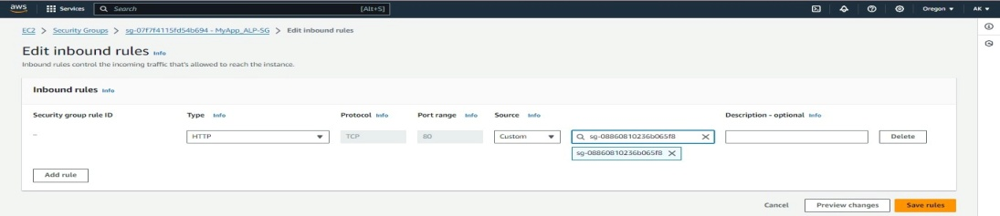 aws Services Search [Alt+S] Oregon ▼ AK ▼
EC2 > Security Groups > sg-07f7f4115fd54b694 - MyApp_ALP-SG > Edit inbound rules
Edit inbound rules Info
Inbound rules control the incoming traffic that's allowed to reach the instance.
Inbound rules Info
Security group rule ID Type Info Protocol Info Port range Info Source Info Description - optional Info
– HTTP TCP 80 Custom sg-08860810236b065f8 Delete
sg-08860810236b065f8
Add rule
Cancel Preview changes Save rules